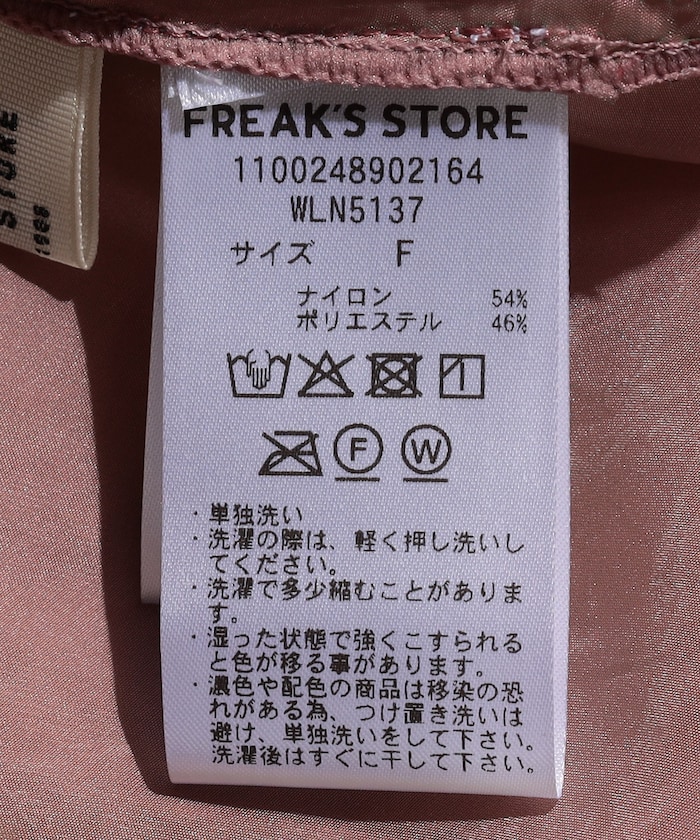 STORE
1986
FREAK'S STORE
1100248902164
WLN5137
サイズ F
ナイロン 54%
ポリエステル 46%
F W
・単独洗い
・洗濯の際は、軽く押し洗いし
てください。
・洗濯で多少縮むことがありま
す。
・湿った状態で強くこすられる
と色が移る事があります。
・濃色や配色の商品は移染の恐
れがある為、つけ置き洗いは
避け、単独洗いをして下さい。
洗濯後はすぐに干して下さい。